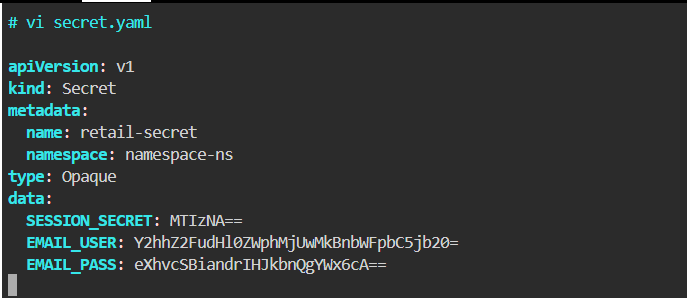 # vi secret.yaml
apiVersion: v1
kind: Secret
metadata:
  name: retail-secret
  namespace: namespace-ns
type: Opaque
data:
  SESSION_SECRET: MTIzNA==
  EMAIL_USER: Y2hhZ2FudHl0ZWphMjUwMkBnbWFpbC5jb20=
  EMAIL_PASS: eXhvcSBiandrIHJkbnQgYWx6cA==